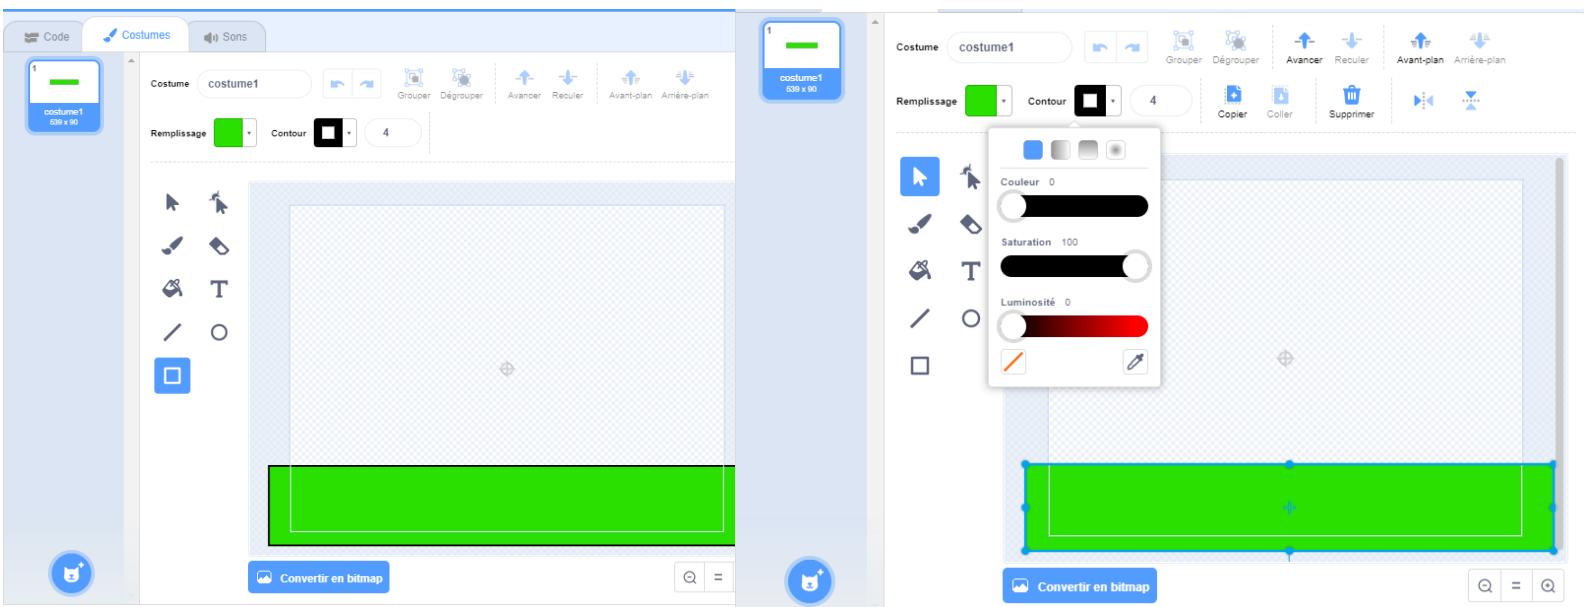 Code
Costumes
Sons
1
costume1
539 x 90
Costume
costume1
Grouper
Dégrouper
Avancer
Reculer
Avant-plan
Arrière-plan
Remplissage
Contour
4
T
Convertir en bitmap
=
1
costume1
539 x 90
Costume
costume1
Grouper
Dégrouper
Avancer
Reculer
Avant-plan
Arrière-plan
Remplissage
Contour
4
Copier
Coller
Supprimer
Couleur 0
Saturation 100
Luminosité 0
T
Convertir en bitmap
=